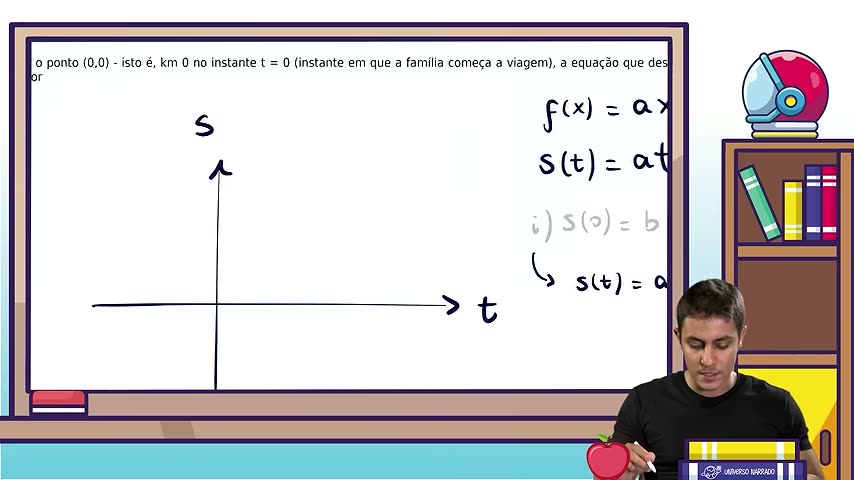 o ponto (0,0) - isto é, km 0 no instante t = 0 (instante em que a família começa a viagem), a equação que des
or
f(x) = ax
S
s(t) = at
i) s(0) = b
s(t) = a
t
UNIVERSO NARRADO